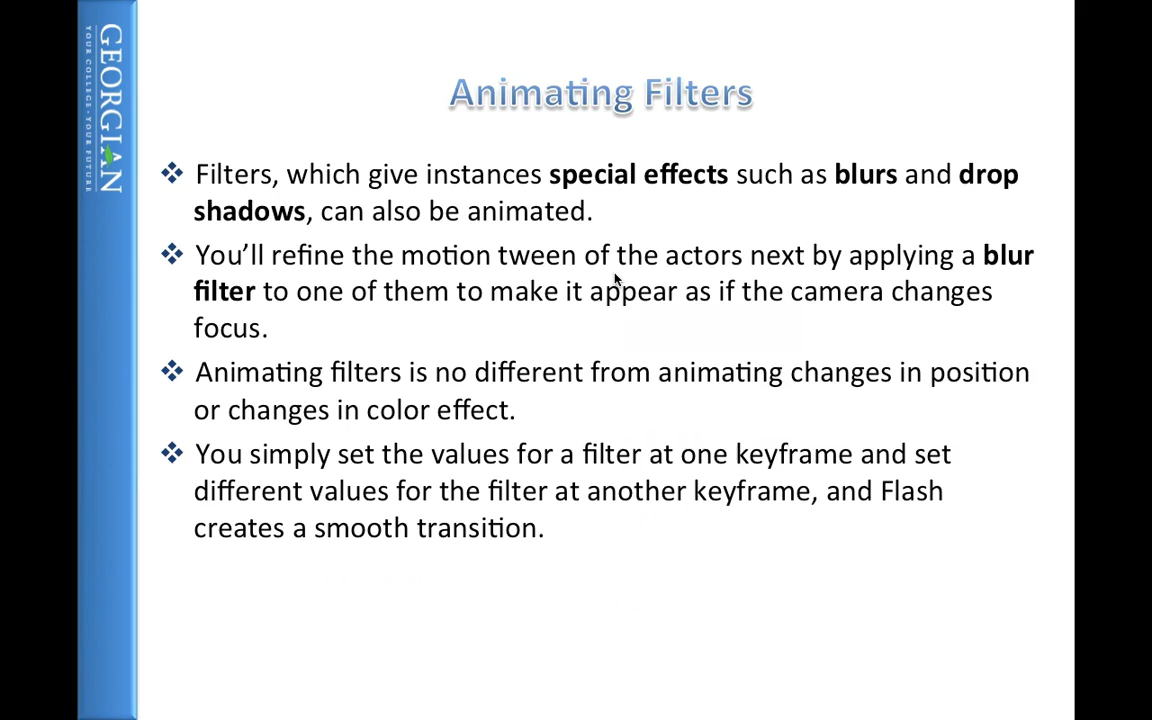 GEORGIAN
YOUR COLLEGE · YOUR FUTURE
Animating Filters
Filters, which give instances special effects such as blurs and drop
shadows, can also be animated.
You’ll refine the motion tween of the actors next by applying a blur
filter to one of them to make it appear as if the camera changes
focus.
Animating filters is no different from animating changes in position
or changes in color effect.
You simply set the values for a filter at one keyframe and set
different values for the filter at another keyframe, and Flash
creates a smooth transition.